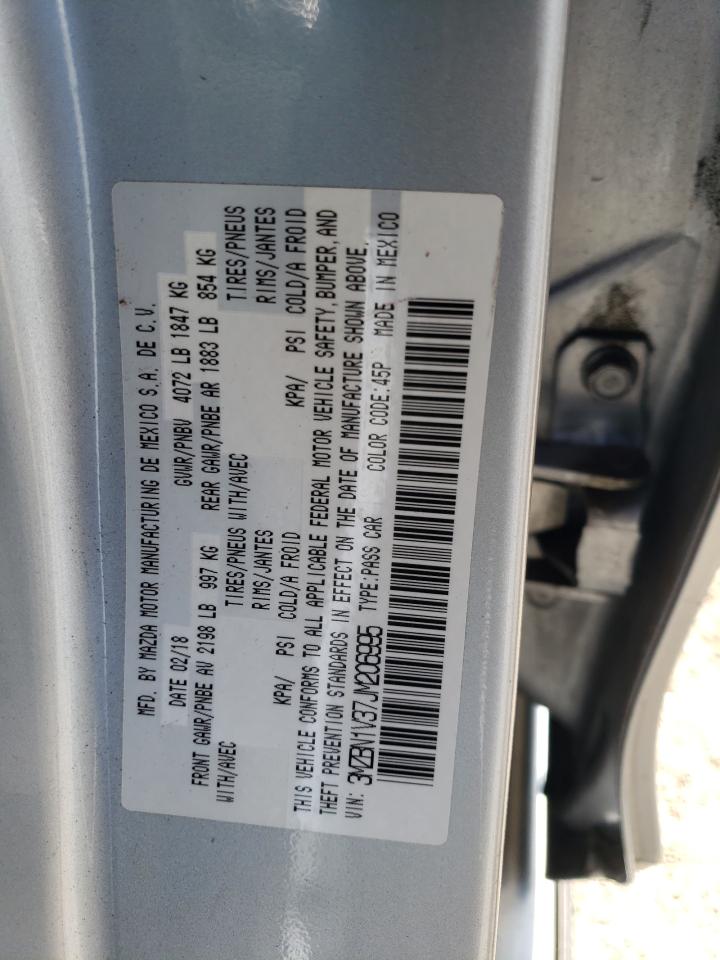 MFD. BY MAZDA MOTOR MANUFACTURING DE MEXICO S.A. DE C.V.
DATE 02/18 GVWR/PNBV 4072 LB 1847 KG
FRONT GAWR/PNBE AV 2198 LB 997 KG REAR GAWR/PNBE AR 1883 LB 854 KG
WITH/AVEC TIRES/PNEUS WITH/AVEC TIRES/PNEUS
RIMS/JANTES RIMS/JANTES
KPA/ PSI COLD/A FROID KPA/ PSI COLD/A FROID
THIS VEHICLE CONFORMS TO ALL APPLICABLE FEDERAL MOTOR VEHICLE SAFETY, BUMPER, AND
THEFT PREVENTION STANDARDS IN EFFECT ON THE DATE OF MANUFACTURE SHOWN ABOVE.
VIN: 3MZBN1V37JM206995 TYPE:PASS CAR COLOR CODE:45P MADE IN MEXICO